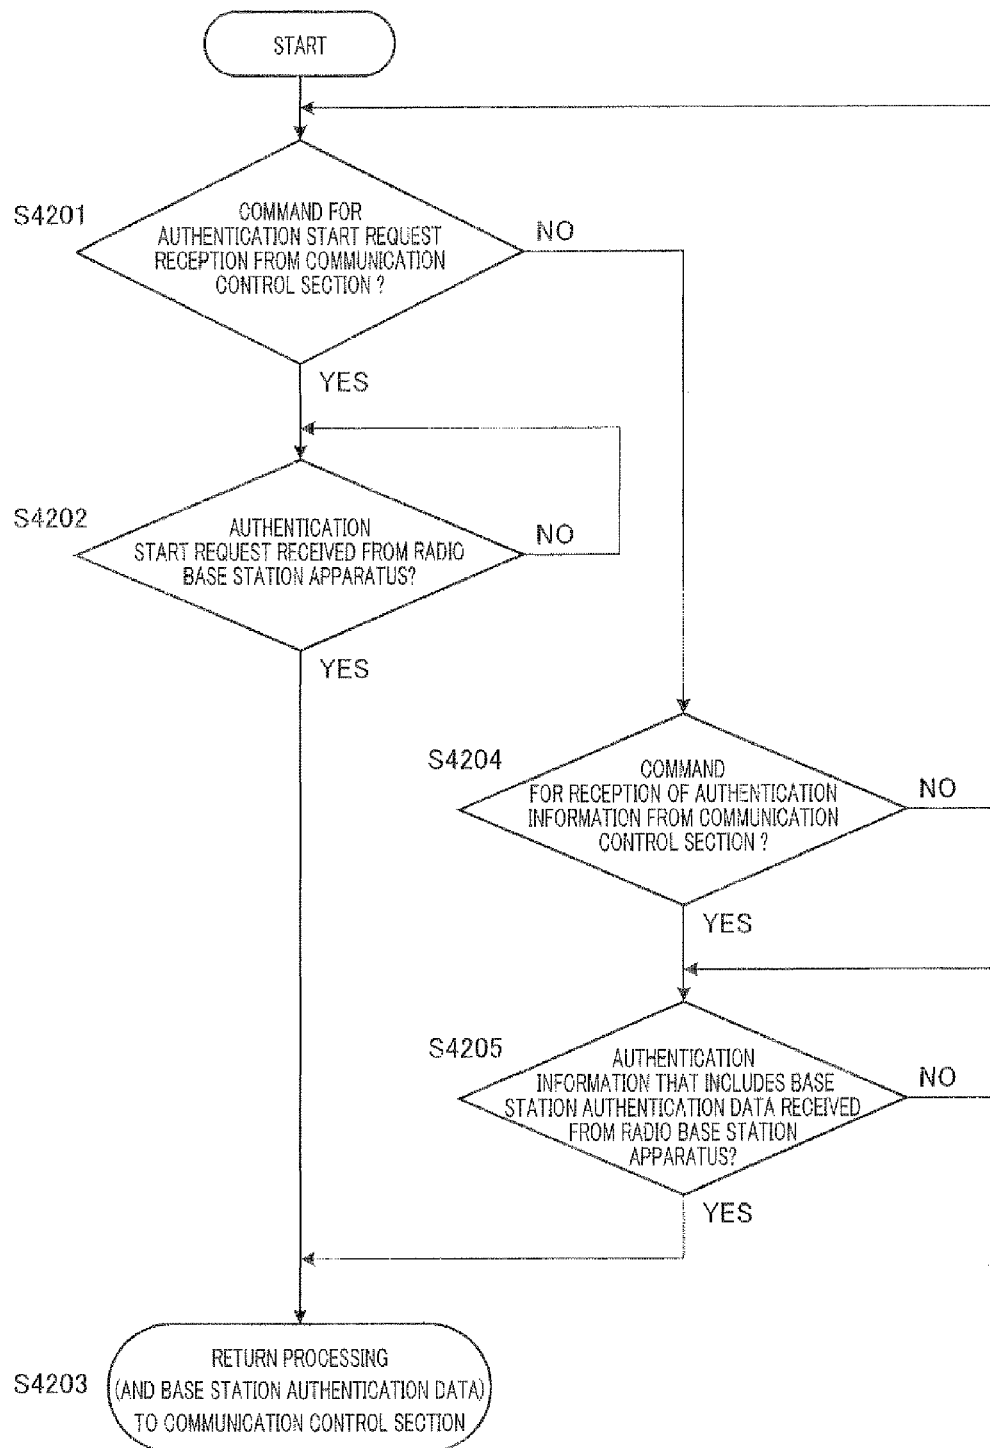 START
S4201
COMMAND FOR
AUTHENTICATION START REQUEST
RECEPTION FROM COMMUNICATION
CONTROL SECTION ?
NO
YES
S4202
AUTHENTICATION
START REQUEST RECEIVED FROM RADIO
BASE STATION APPARATUS?
NO
YES
S4204
COMMAND
FOR RECEPTION OF AUTHENTICATION
INFORMATION FROM COMMUNICATION
CONTROL SECTION ?
NO
YES
S4205
AUTHENTICATION
INFORMATION THAT INCLUDES BASE
STATION AUTHENTICATION DATA RECEIVED
FROM RADIO BASE STATION
APPARATUS?
NO
YES
S4203
RETURN PROCESSING
(AND BASE STATION AUTHENTICATION DATA)
TO COMMUNICATION CONTROL SECTION